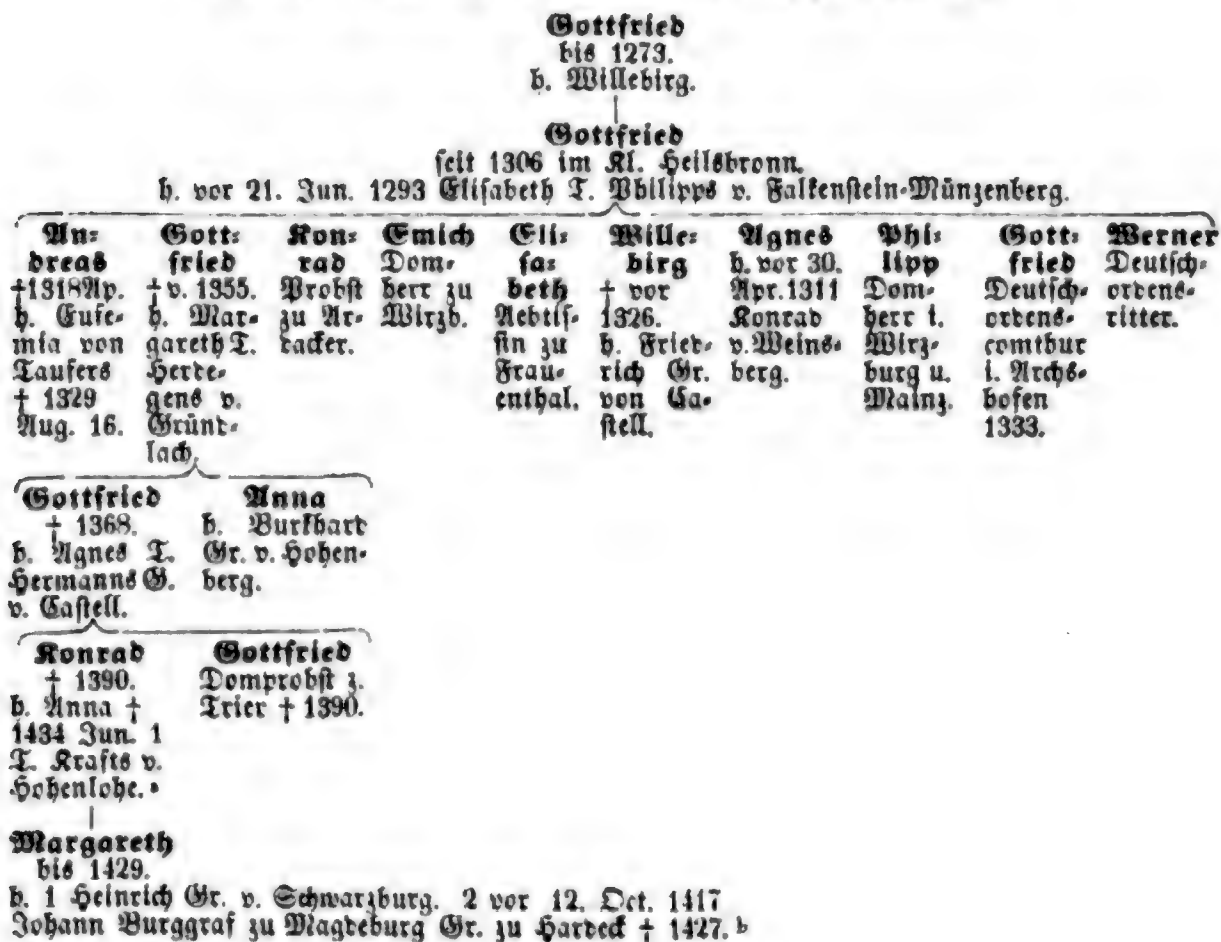 Gottfried
bis 1273.
h. Willebirg.
Gottfried
seit 1306 im Kl. Heilsbronn.
h. vor 21. Jun. 1293 Elisabeth T. Philipps v. Falkenstein-Münzenberg.
An-
dreas
†1318 Ap.
h. Eufe-
mia von
Taufers
† 1329
Aug. 16.
Gott-
fried
† v. 1355.
h. Mar-
gareth T.
Herde-
gens v.
Gründ-
lach.
Kon-
rad
Probst
zu Ar-
dacker.
Emich
Dom-
herr zu
Wirzb.
Eli-
sa-
beth
Aebtis-
sin zu
Frau-
enthal.
Wille-
birg
† vor
1326.
h. Fried-
rich Gr.
von Ca-
stell.
Agnes
h. vor 30.
Apr. 1311
Konrad
v. Weins-
berg.
Phi-
lipp
Dom-
herr i.
Wirz-
burg u.
Mainz.
Gott-
fried
Deutsch-
ordens-
comthur
i. Archs-
hofen
1333.
Werner
Deutsch-
ordens-
ritter.
Gottfried
† 1368.
h. Agnes T.
Hermanns G.
v. Castell.
Anna
h. Burkhart
Gr. v. Hohen-
berg.
Konrad
† 1390.
h. Anna †
1434 Jun. 1
T. Krafts v.
Hohenlohe. a
Gottfried
Domprobst z.
Trier † 1390.
Margareth
bis 1429.
h. 1 Heinrich Gr. v. Schwarzburg. 2 vor 12. Oct. 1417
Johann Burggraf zu Magdeburg Gr. zu Hardeck † 1427. b